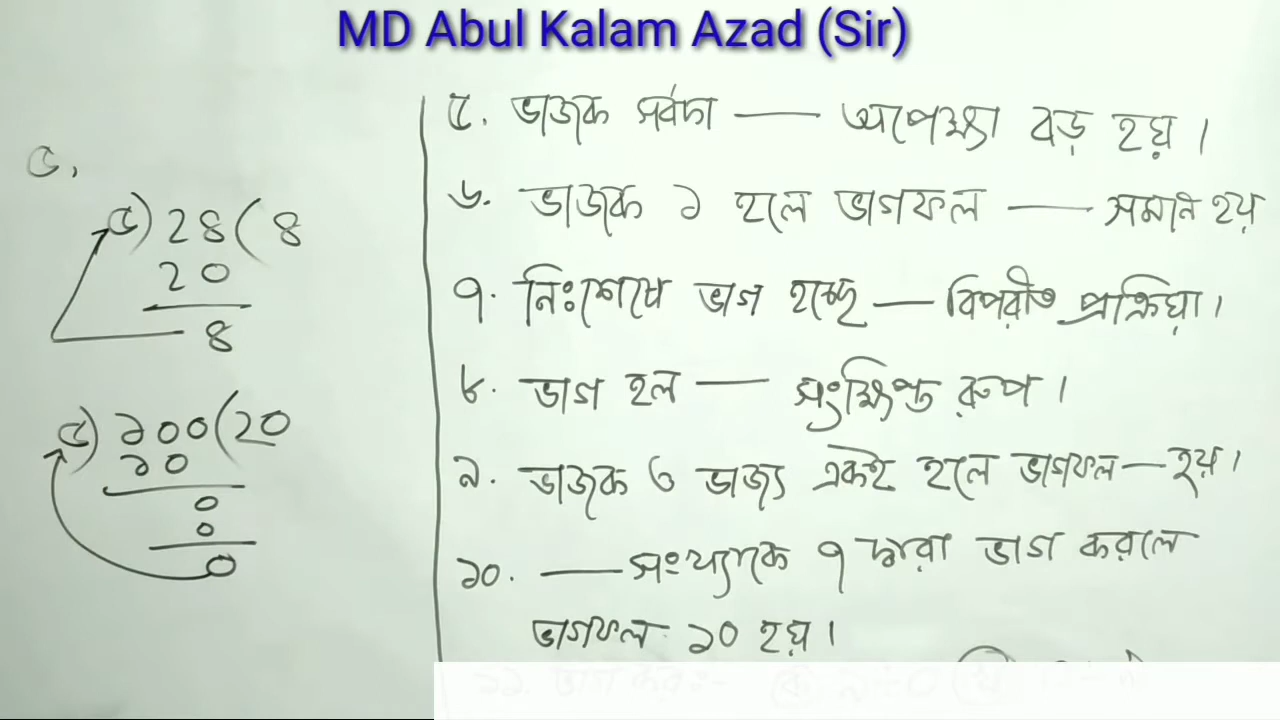 MD Abul Kalam Azad (Sir)
৫.
৫) ২৪ ( ৪
২০
৪
৫) ১০০ ( ২০
১০
০
০
০
৫. ভাজক সর্বদা — অপেক্ষা বড় হয়।
৬. ভাজক ১ হলে ভাগফল — সমান হয়
৭. নিঃশেষে ভাগ হচ্ছে — বিপরীত প্রক্রিয়া।
৮. ভাগ হল — সংক্ষিপ্ত রুপ।
৯. ভাজক ও ভাজ্য একই হলে ভাগফল — হয়।
১০. — সংখ্যাকে ৭ দ্বারা ভাগ করলে
ভাগফল ১০ হয়।